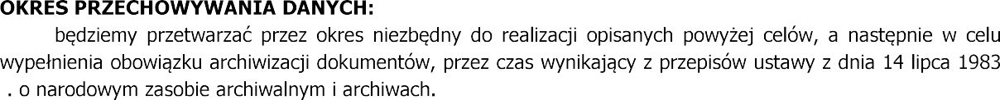 OKRES PRZECHOWYWANIA DANYCH:
będziemy przetwarzać przez okres niezbędny do realizacji opisanych powyżej celów, a następnie w celu
wypełnienia obowiązku archiwizacji dokumentów, przez czas wynikający z przepisów ustawy z dnia 14 lipca 1983
. o narodowym zasobie archiwalnym i archiwach.